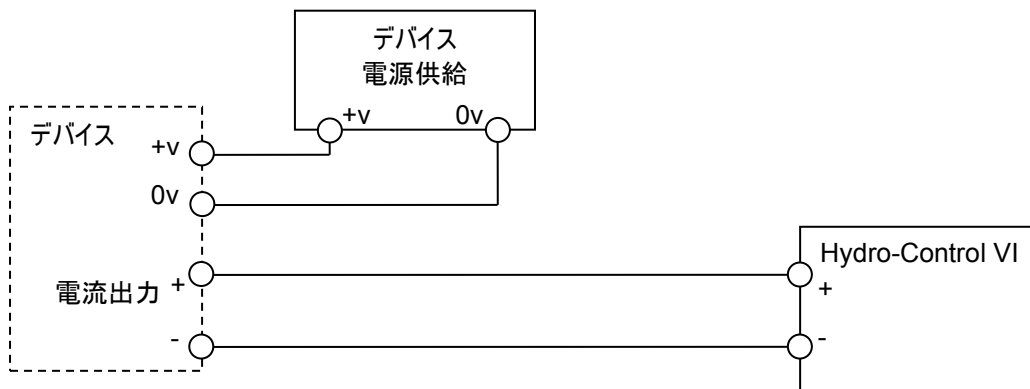 デバイス
電源供給
+v
0v
デバイス
+v
0v
電流出力 +
-
Hydro-Control VI
+
-